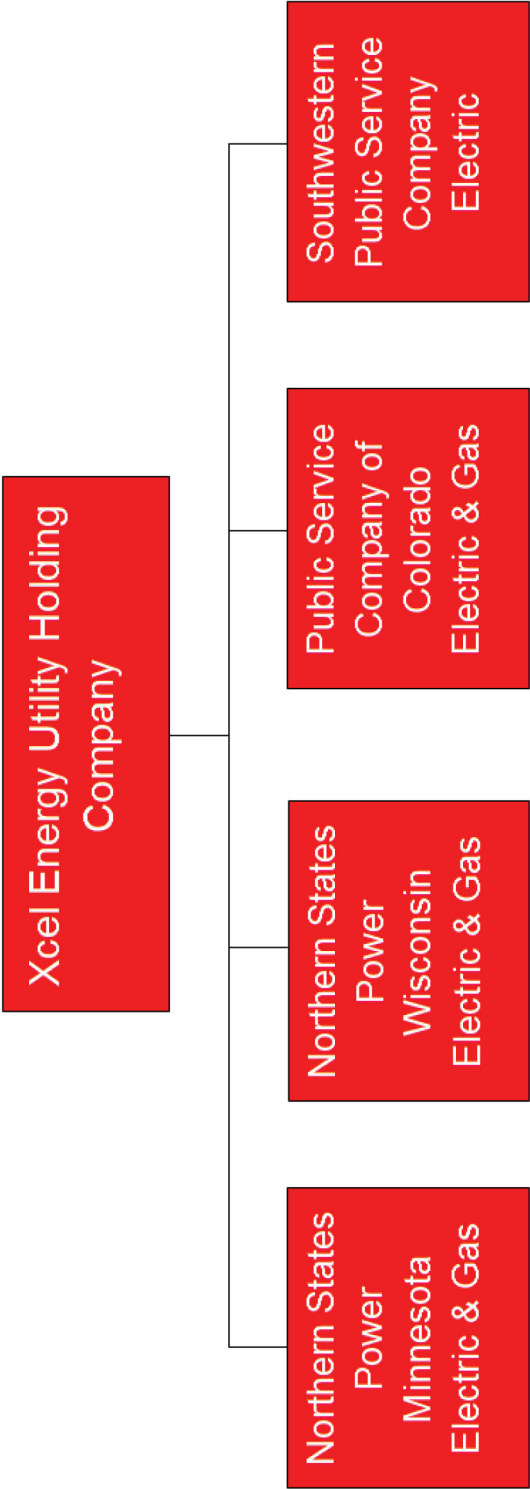 Xcel Energy Utility Holding
Company
Northern States
Power
Minnesota
Electric & Gas
Northern States
Power
Wisconsin
Electric & Gas
Public Service
Company of
Colorado
Electric & Gas
Southwestern
Public Service
Company
Electric